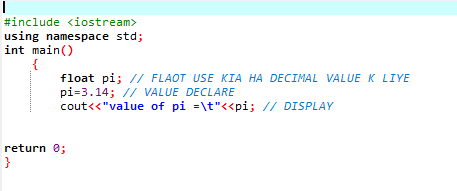 #include <iostream>
using namespace std;
int main()
{
float pi; // FLAOT USE KIA HA DECIMAL VALUE K LIYE
pi=3.14; // VALUE DECLARE
cout<<"value of pi =\t"<<pi; // DISPLAY
return 0;
}